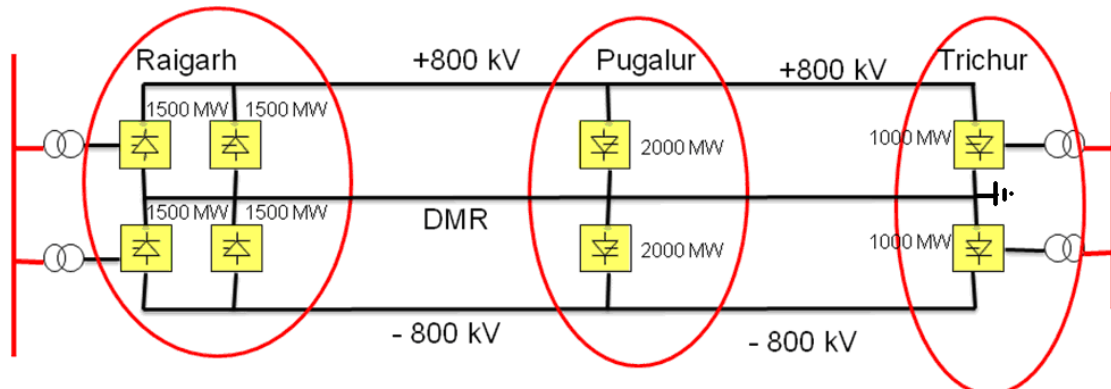 Raigarh
+800 kV
Pugalur
+800 kV
Trichur
1500 MW
1500 MW
2000 MW
1000 MW
1500 MW
1500 MW
DMR
2000 MW
1000 MW
- 800 kV
- 800 kV